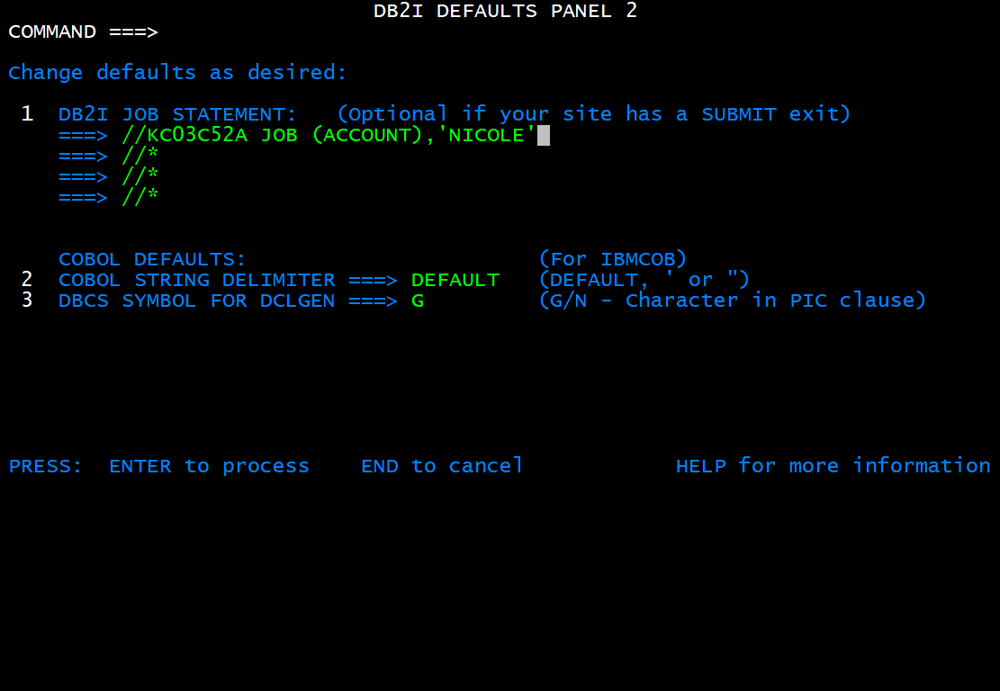 DB2I DEFAULTS PANEL 2
COMMAND ===>
Change defaults as desired:
1 DB2I JOB STATEMENT: (Optional if your site has a SUBMIT exit)
===> //KC03C52A JOB (ACCOUNT),'NICOLE'
===> //*
===> //*
===> //*
COBOL DEFAULTS: (For IBMCOB)
2 COBOL STRING DELIMITER ===> DEFAULT (DEFAULT, ' or ")
3 DBCS SYMBOL FOR DCLGEN ===> G (G/N - Character in PIC clause)
PRESS: ENTER to process END to cancel HELP for more information